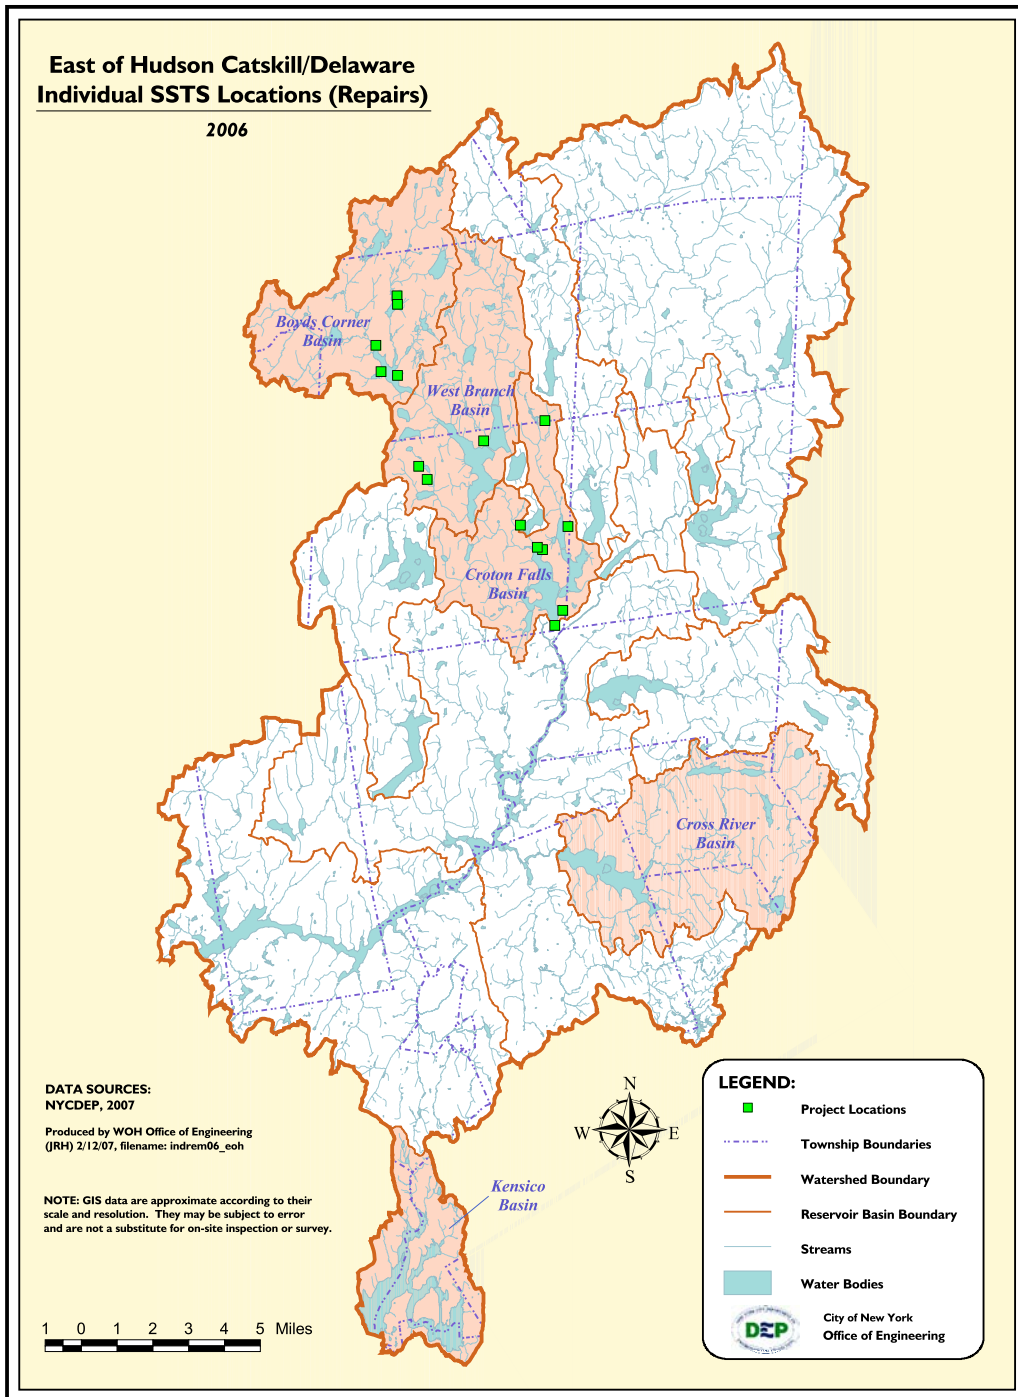 East of Hudson Catskill/Delaware
Individual SSTS Locations (Repairs)
2006
Boyds Corner
Basin
West Branch
Basin
Croton Falls
Basin
Cross River
Basin
Kensico
Basin
DATA SOURCES:
NYCDEP, 2007
Produced by WOH Office of Engineering
(JRH) 2/12/07, filename: indrem06_eoh
NOTE: GIS data are approximate according to their
scale and resolution. They may be subject to error
and are not a substitute for on-site inspection or survey.
1 0 1 2 3 4 5 Miles
N
W E
S
LEGEND:
Project Locations
Township Boundaries
Watershed Boundary
Reservoir Basin Boundary
Streams
Water Bodies
DEP
City of New York
Office of Engineering